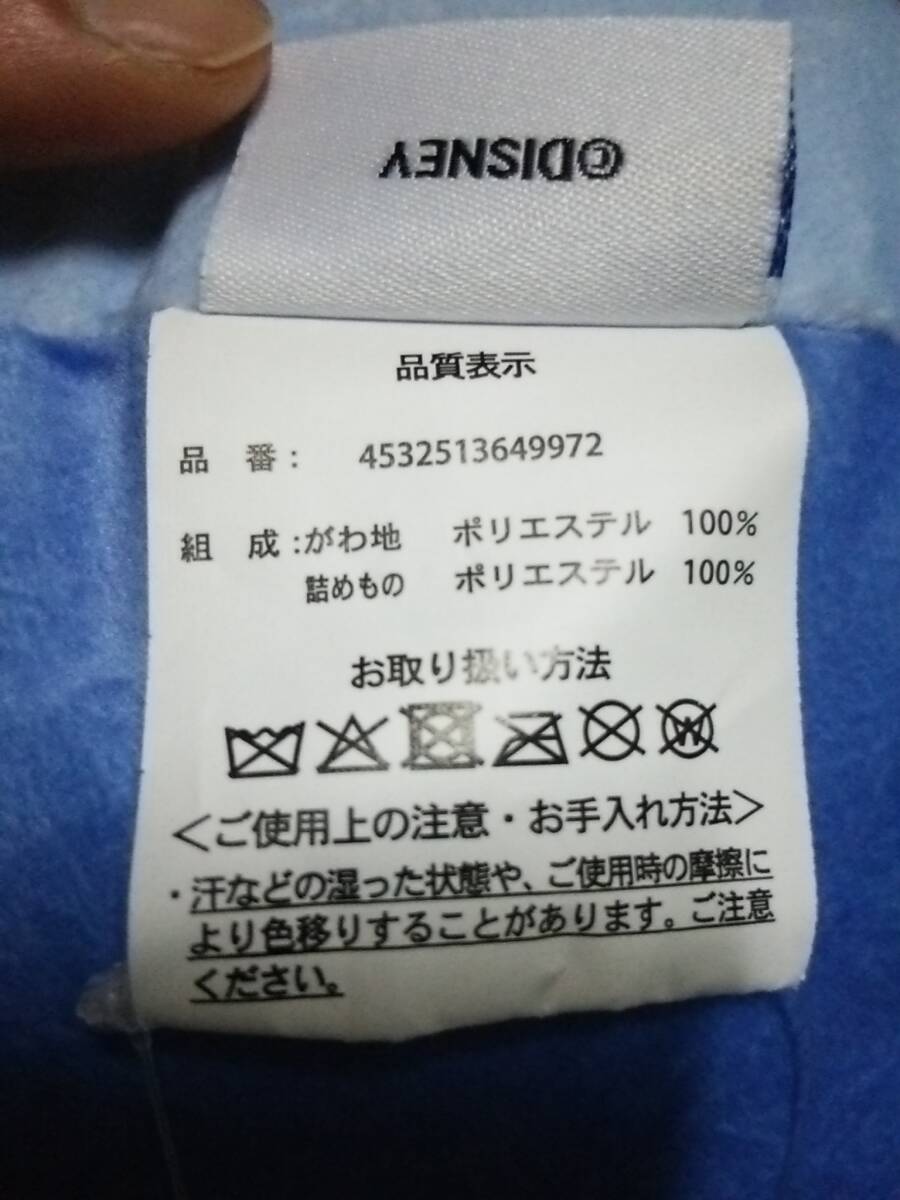 ©DISNEY
品質表示
品 番: 4532513649972
組 成:がわ地 ポリエステル 100%
詰めもの ポリエステル 100%
お取り扱い方法
W
＜ご使用上の注意・お手入れ方法＞
・汗などの湿った状態や、ご使用時の摩擦に
より色移りすることがあります。ご注意
ください。